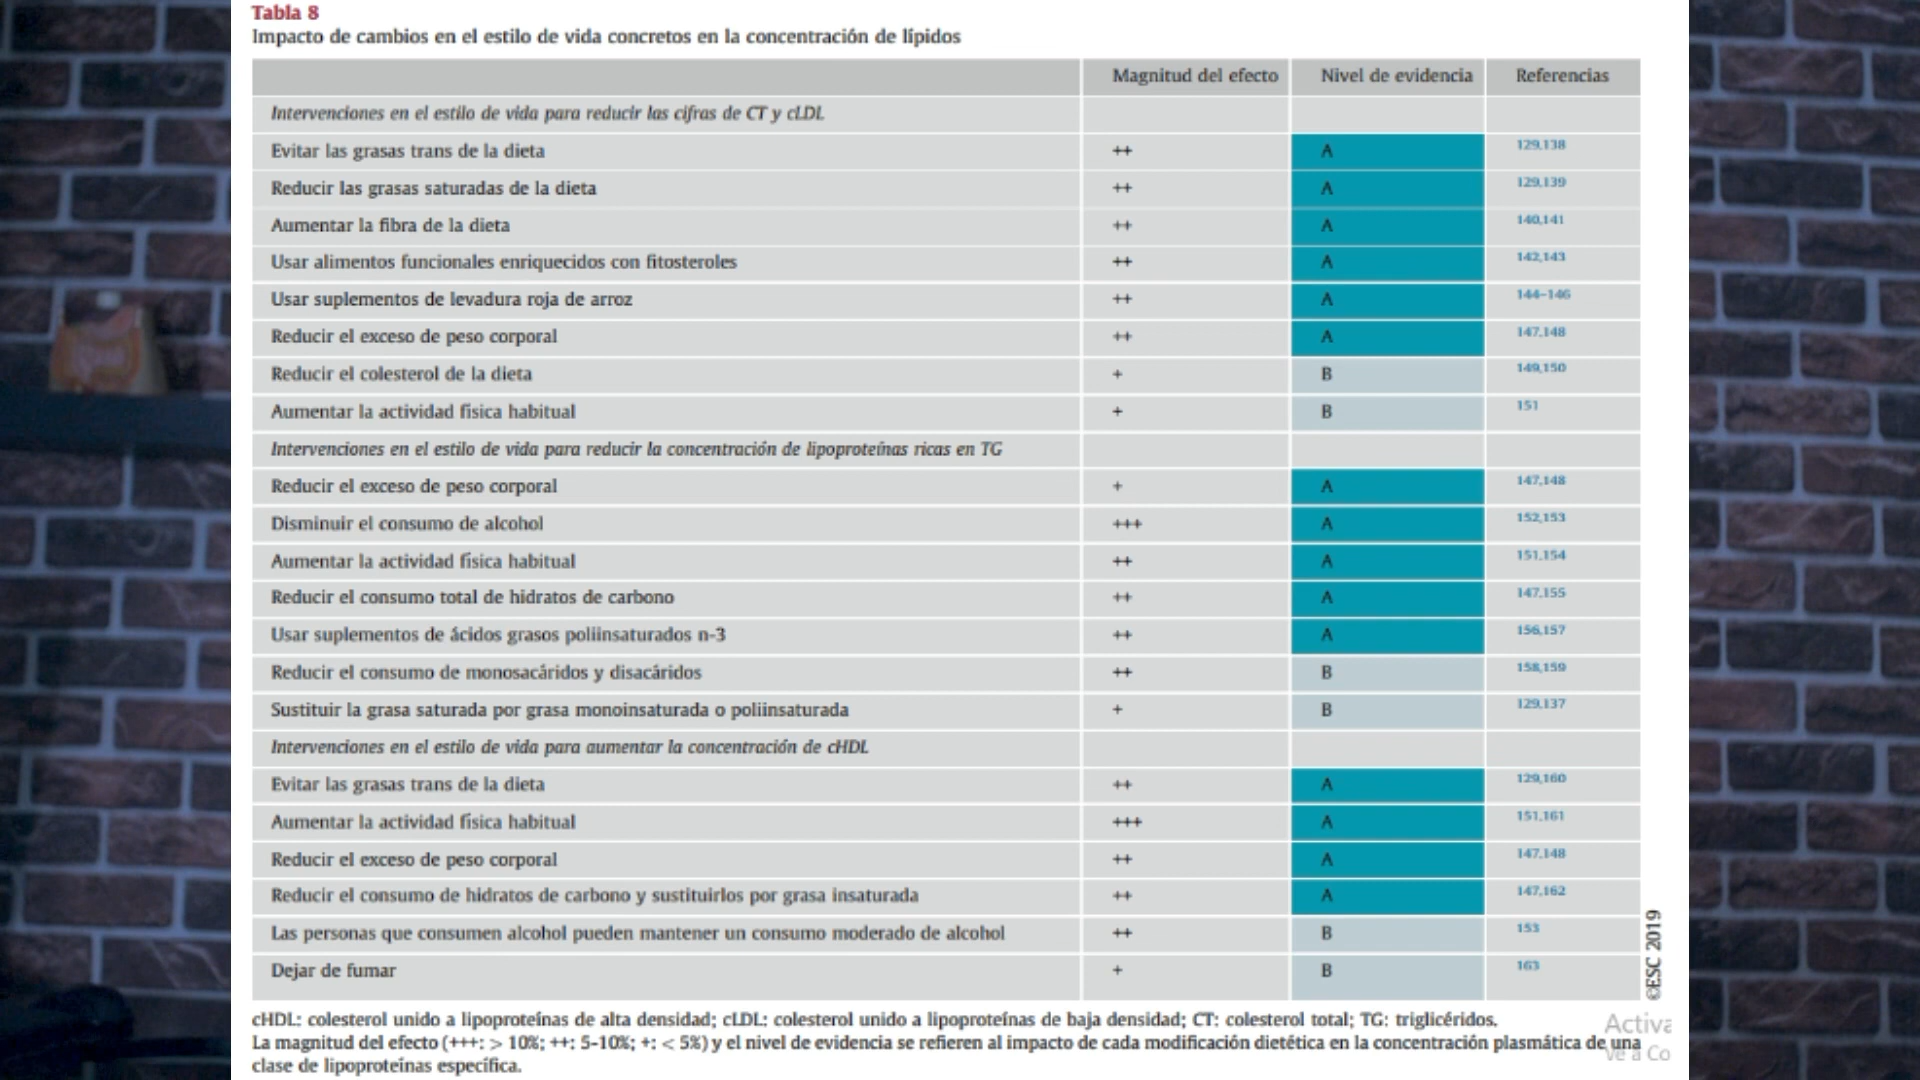 Tabla 8
Impacto de cambios en el estilo de vida concretos en la concentración de lípidos
Magnitud del efecto Nivel de evidencia Referencias
Intervenciones en el estilo de vida para reducir las cifras de CT y cLDL
Evitar las grasas trans de la dieta ++ A 129,138
Reducir las grasas saturadas de la dieta ++ A 129,139
Aumentar la fibra de la dieta ++ A 140,141
Usar alimentos funcionales enriquecidos con fitosteroles ++ A 142,143
Usar suplementos de levadura roja de arroz ++ A 144-146
Reducir el exceso de peso corporal ++ A 147,148
Reducir el colesterol de la dieta + B 149,150
Aumentar la actividad física habitual + B 151
Intervenciones en el estilo de vida para reducir la concentración de lipoproteínas ricas en TG
Reducir el exceso de peso corporal + A 147,148
Disminuir el consumo de alcohol +++ A 152,153
Aumentar la actividad física habitual ++ A 151,154
Reducir el consumo total de hidratos de carbono ++ A 147,155
Usar suplementos de ácidos grasos poliinsaturados n-3 ++ A 156,157
Reducir el consumo de monosacáridos y disacáridos ++ B 158,159
Sustituir la grasa saturada por grasa monoinsaturada o poliinsaturada + B 129,137
Intervenciones en el estilo de vida para aumentar la concentración de cHDL
Evitar las grasas trans de la dieta ++ A 129,160
Aumentar la actividad física habitual +++ A 151,161
Reducir el exceso de peso corporal ++ A 147,148
Reducir el consumo de hidratos de carbono y sustituirlos por grasa insaturada ++ A 147,162
Las personas que consumen alcohol pueden mantener un consumo moderado de alcohol ++ B 153
Dejar de fumar + B 163
©ESC 2019
cHDL: colesterol unido a lipoproteínas de alta densidad; cLDL: colesterol unido a lipoproteínas de baja densidad; CT: colesterol total; TG: triglicéridos.
La magnitud del efecto (+++: > 10%; ++: 5-10%; +: < 5%) y el nivel de evidencia se refieren al impacto de cada modificación dietética en la concentración plasmática de una
clase de lipoproteínas específica.
Activa
Ve a Co